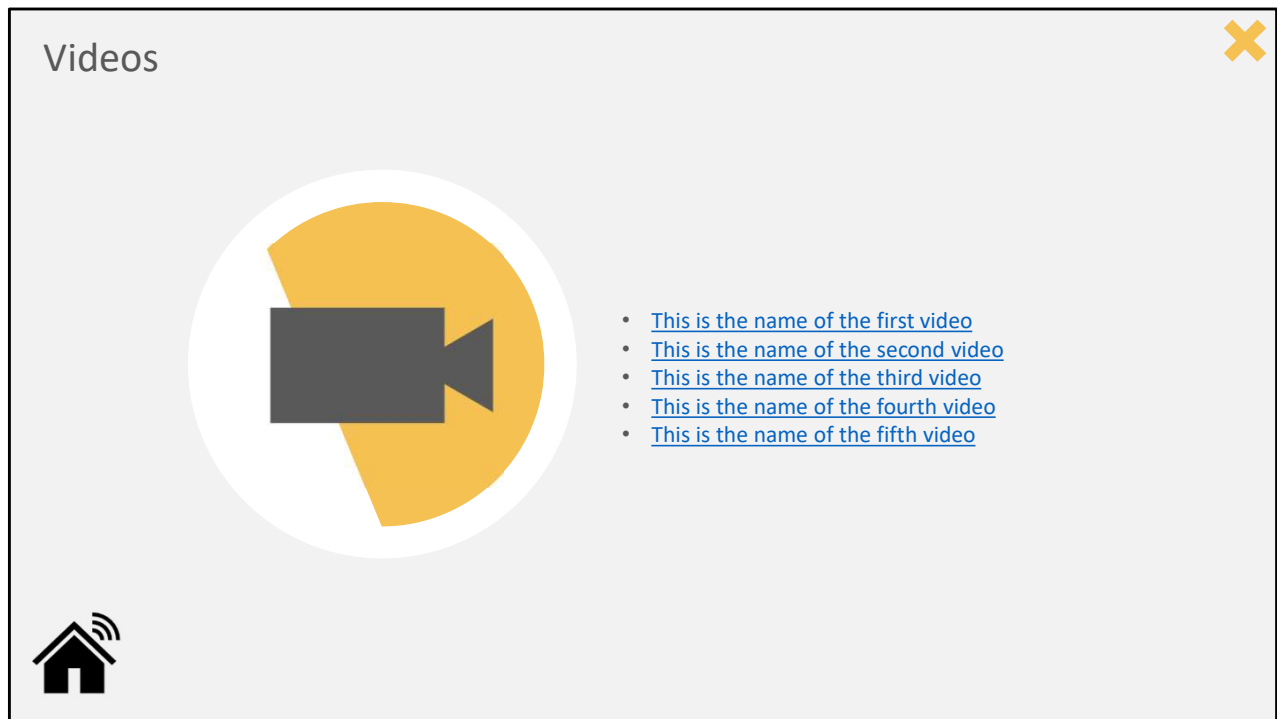 Videos
• This is the name of the first video
• This is the name of the second video
• This is the name of the third video
• This is the name of the fourth video
• This is the name of the fifth video